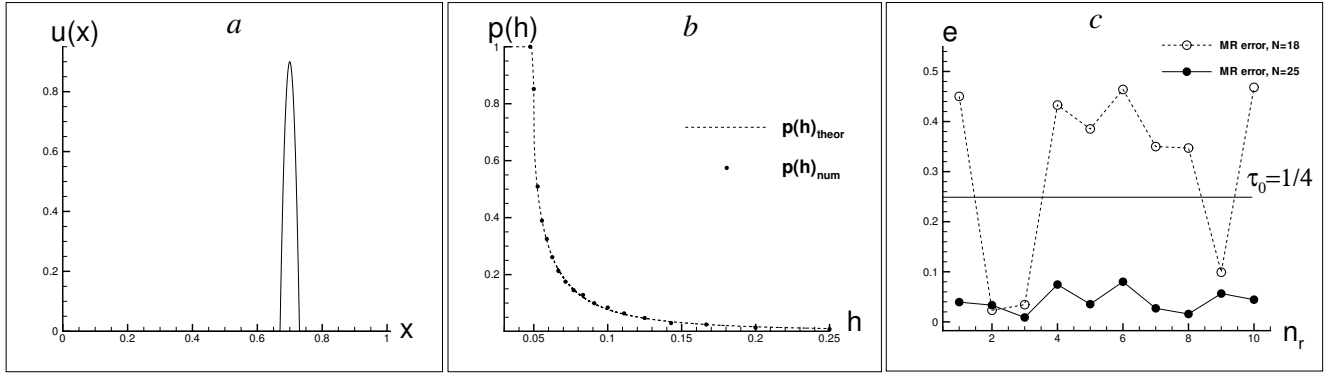 a
u(x)
0.8
0.6
0.4
0.2
0
0
0.2
0.4
0.6
0.8
1
x
b
p(h)
1
0.8
0.6
0.4
0.2
0.05
0.1
0.15
0.2
0.25
h
p(h)theor
p(h)num
c
e
0.5
0.4
0.3
0.2
0.1
0
2
4
6
8
10
nr
MR error, N=18
MR error, N=25
τ0=1/4